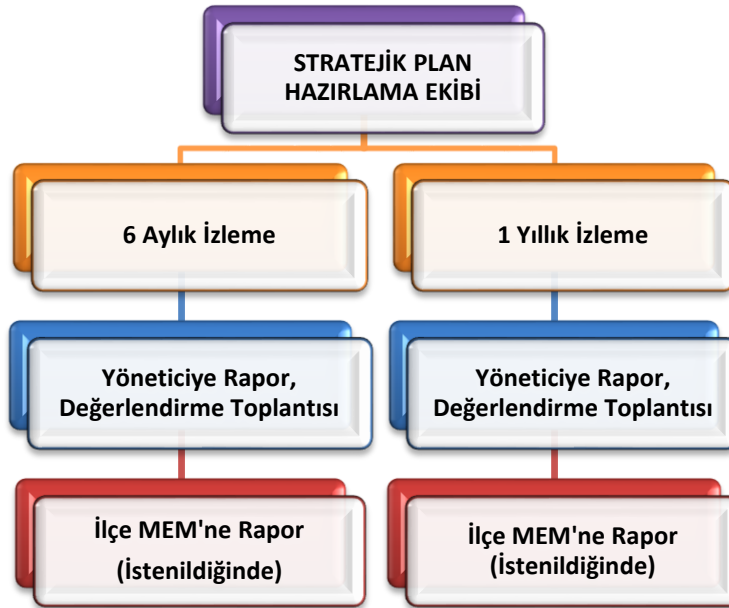 STRATEJİK PLAN
HAZIRLAMA EKİBİ
6 Aylık İzleme
1 Yıllık İzleme
Yöneticiye Rapor,
Değerlendirme Toplantısı
Yöneticiye Rapor,
Değerlendirme Toplantısı
İlçe MEM'ne Rapor
(İstenildiğinde)
İlçe MEM'ne Rapor
(İstenildiğinde)